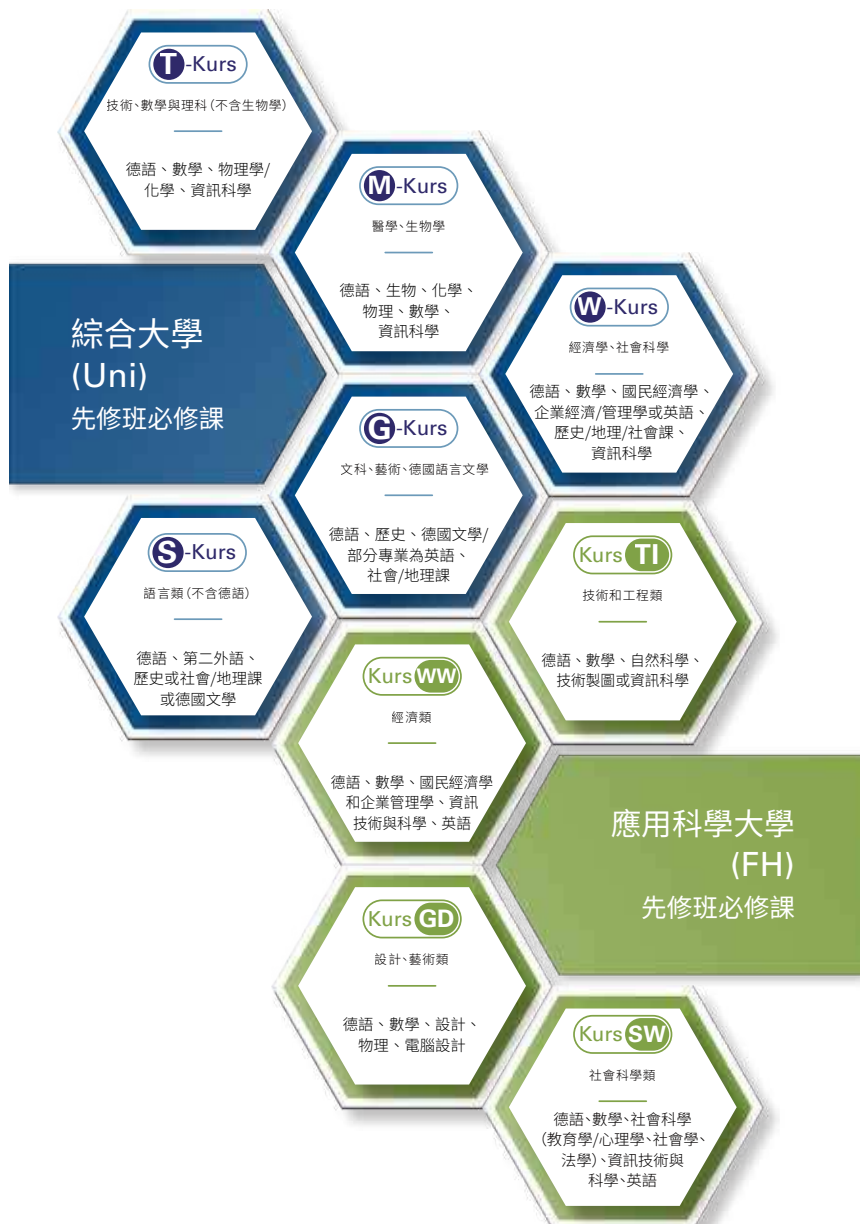 T-Kurs
技術、數學與理科(不含生物學)
德語、數學、物理學/
化學、資訊科學
M-Kurs
醫學、生物學
德語、生物、化學、
物理、數學、
資訊科學
綜合大學
(Uni)
先修班必修課
W-Kurs
經濟學、社會科學
德語、數學、國民經濟學、
企業經濟/管理學或英語、
歷史/地理/社會課、
資訊科學
G-Kurs
文科、藝術、德國語言文學
德語、歷史、德國文學/
部分專業為英語、
社會/地理課
S-Kurs
語言類(不含德語)
德語、第二外語、
歷史或社會/地理課
或德國文學
Kurs TI
技術和工程類
德語、數學、自然科學、
技術製圖或資訊科學
Kurs WW
經濟類
德語、數學、國民經濟學
和企業管理學、資訊
技術與科學、英語
應用科學大學
(FH)
先修班必修課
Kurs GD
設計、藝術類
德語、數學、設計、
物理、電腦設計
Kurs SW
社會科學類
德語、數學、社會科學
(教育學/心理學、社會學、
法學)、資訊技術與
科學、英語